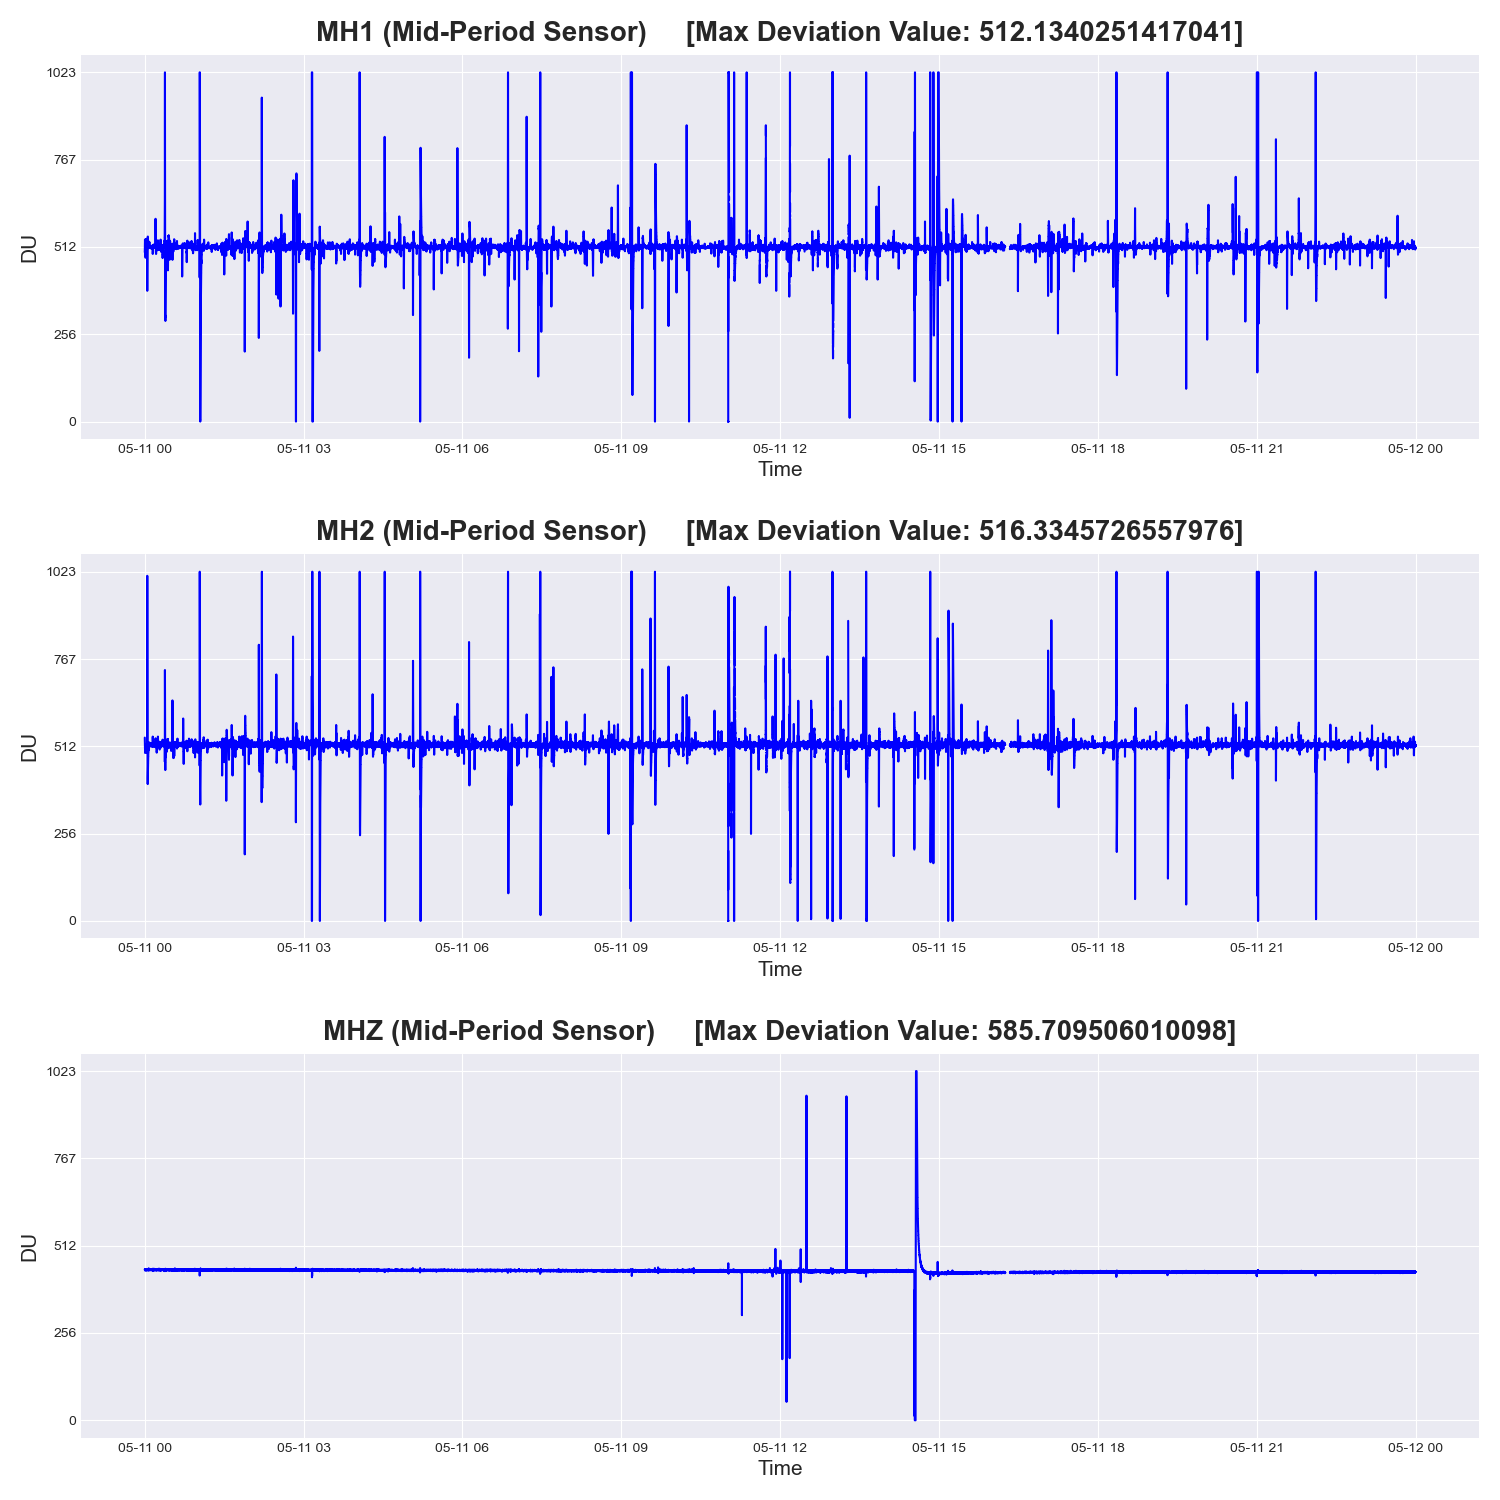 MH1 (Mid-Period Sensor) [Max Deviation Value: 512.1340251417041]
1023
767
512
256
0
DU
05-11 00 05-11 03 05-11 06 05-11 09 05-11 12 05-11 15 05-11 18 05-11 21 05-12 00
Time
MH2 (Mid-Period Sensor) [Max Deviation Value: 516.3345726557976]
1023
767
512
256
0
DU
05-11 00 05-11 03 05-11 06 05-11 09 05-11 12 05-11 15 05-11 18 05-11 21 05-12 00
Time
MHZ (Mid-Period Sensor) [Max Deviation Value: 585.709506010098]
1023
767
512
256
0
DU
05-11 00 05-11 03 05-11 06 05-11 09 05-11 12 05-11 15 05-11 18 05-11 21 05-12 00
Time